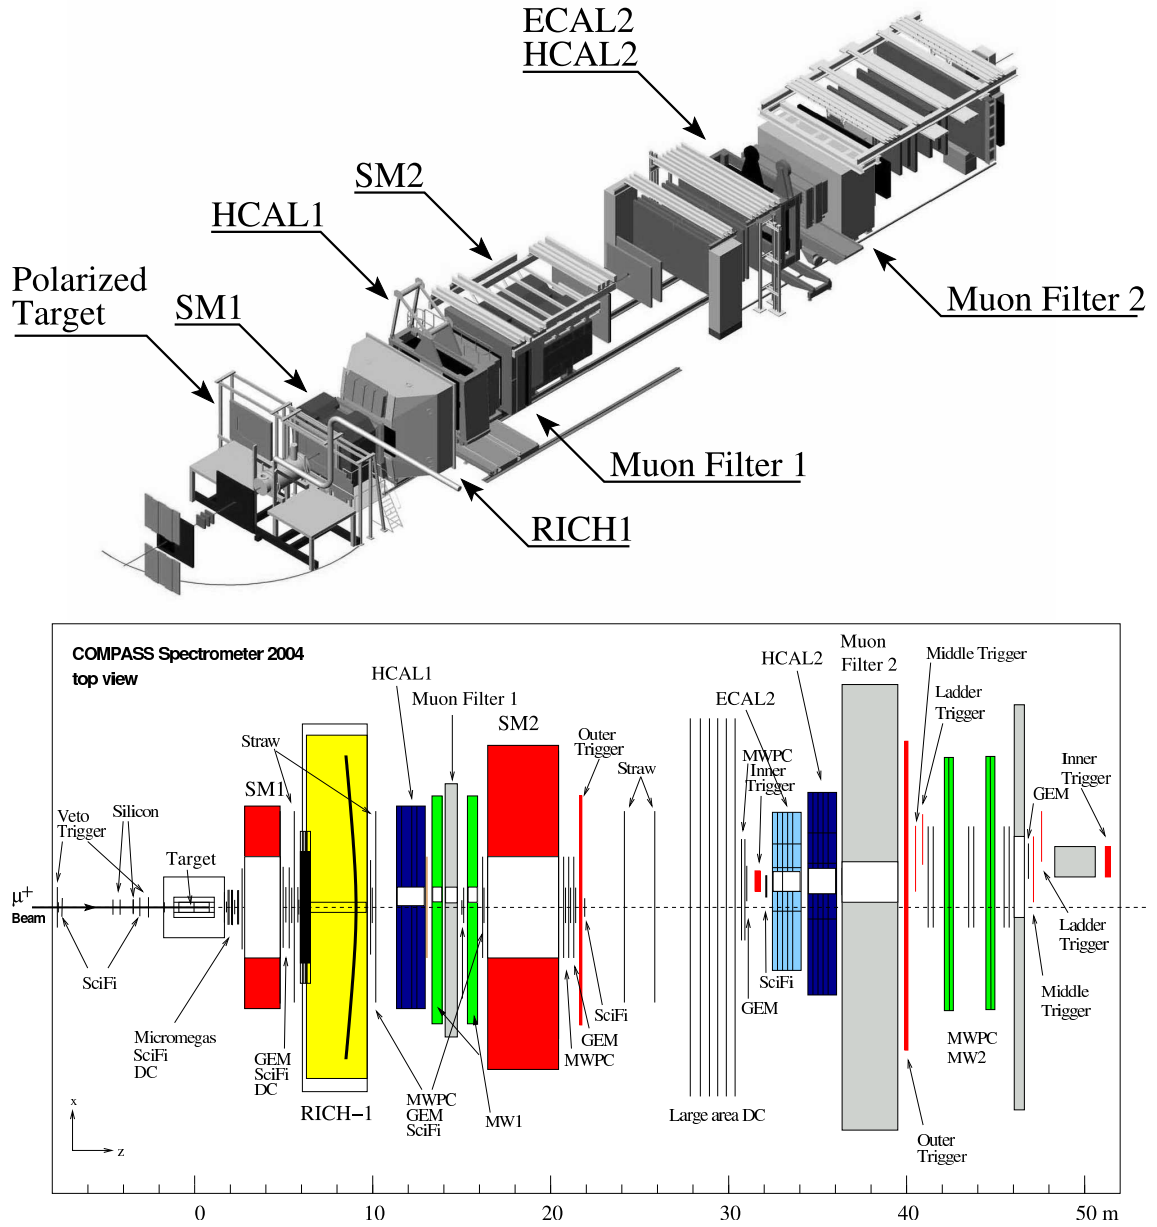 ECAL2
HCAL2
SM2
HCAL1
Polarized
Target
SM1
Muon Filter 2
Muon Filter 1
RICH1
COMPASS Spectrometer 2004
top view
Muon
Filter 2
Middle Trigger
HCAL2
HCAL1
Ladder
Trigger
Muon Filter 1
ECAL2
SM2
Outer
Trigger
Straw
MWPC
Inner
Trigger
Straw
Inner
Trigger
GEM
SM1
Veto
Trigger
Silicon
Target
μ+
Beam
SciFi
Ladder
Trigger
SciFi
SciFi
GEM
Middle
Trigger
Micromegas
SciFi
DC
GEM
SciFi
DC
GEM
MWPC
MWPC
MW2
MWPC
GEM
SciFi
MW1
RICH-1
Large area DC
Outer
Trigger
x
z
0 10 20 30 40 50 m